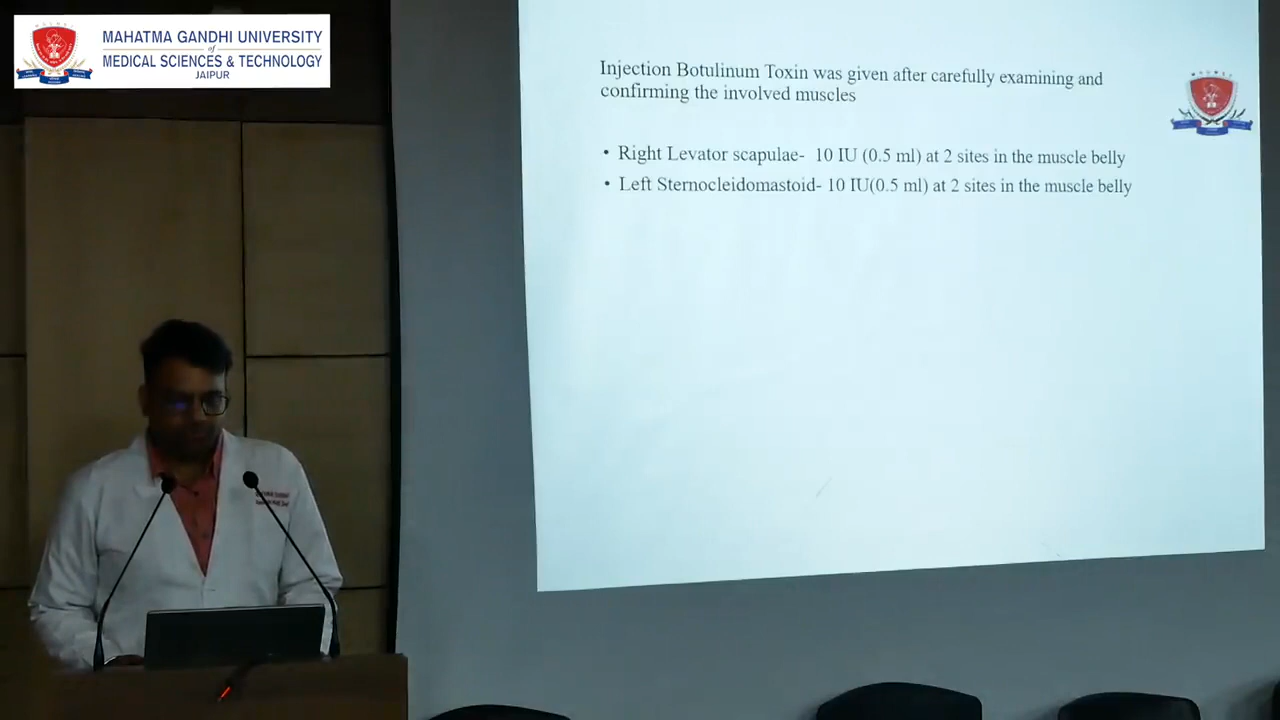 MAHATMA GANDHI UNIVERSITY
of
MEDICAL SCIENCES & TECHNOLOGY
JAIPUR
Injection Botulinum Toxin was given after carefully examining and
confirming the involved muscles
• Right Levator scapulae- 10 IU (0.5 ml) at 2 sites in the muscle belly
• Left Sternocleidomastoid- 10 IU(0.5 ml) at 2 sites in the muscle belly